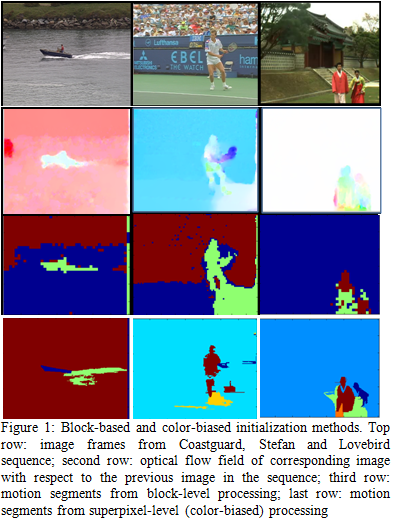 Lufthansa
EBEL
THE WATCH
MITSUBISHI
ELECTRONICS
Figure 1: Block-based and color-biased initialization methods. Top
row: image frames from Coastguard, Stefan and Lovebird
sequence; second row: optical flow field of corresponding image
with respect to the previous image in the sequence; third row:
motion segments from block-level processing; last row: motion
segments from superpixel-level (color-biased) processing